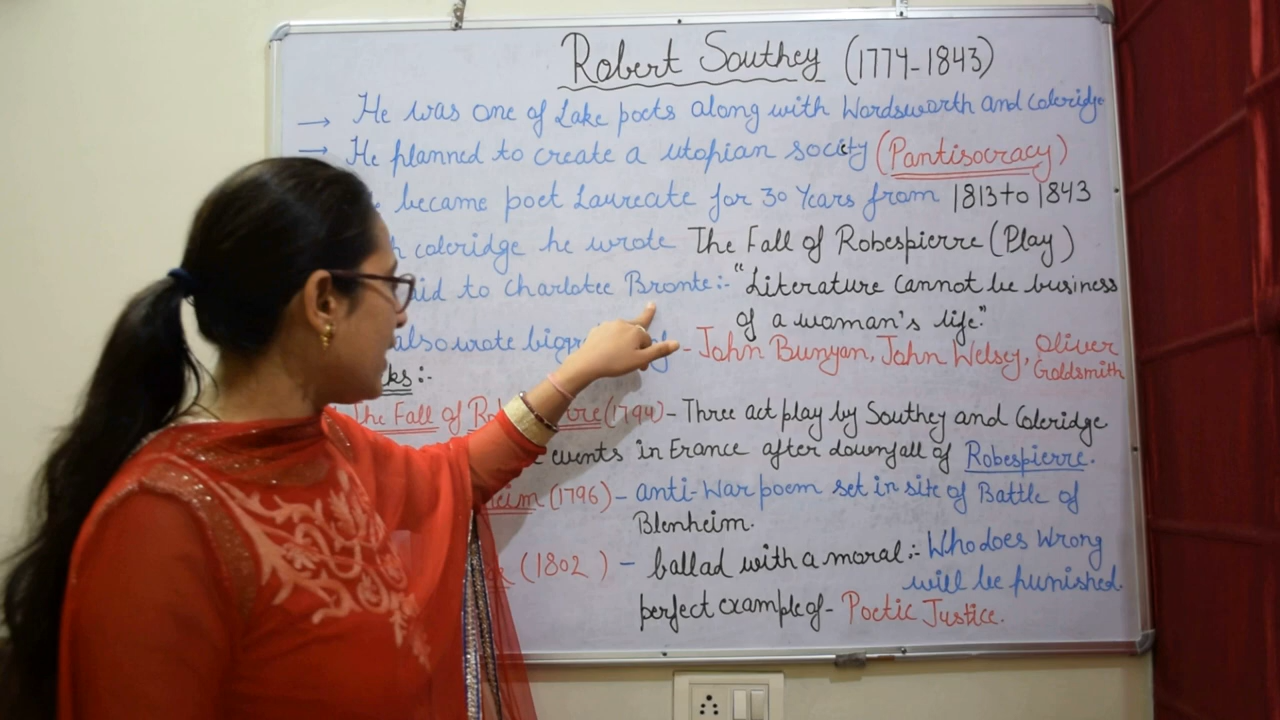 Robert Southey (1774-1843)
→ He was one of Lake poets along with Wordsworth and Coleridge
→ He planned to create a utopian society (Pantisocracy)
became poet Laureate for 30 Years from 1813 to 1843
coleridge he wrote The Fall of Robespierre (Play)
to Charlotee Bronte:- "Literature cannot be business
of a woman's life."
also wrote - John Bunyan, John Welsey, Oliver
Goldsmith
The Fall of (1794) - Three act play by Southey and Coleridge
events in France after downfall of Robespierre.
(1796) - anti-War poem set in site of Battle of
Blenheim.
(1802) - ballad with a moral:- Who does Wrong
will be punished.
perfect example of - Poetic Justice.